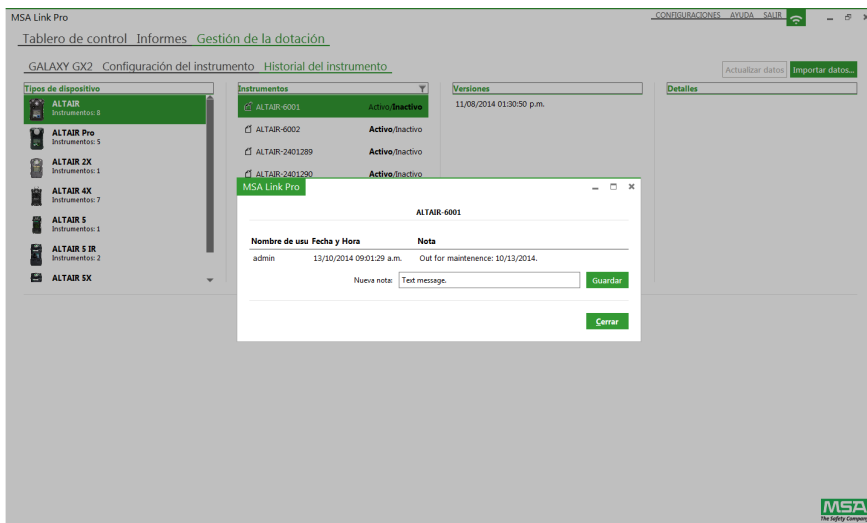 MSA Link Pro
CONFIGURACIONES AYUDA SALIR
Tablero de control Informes Gestión de la dotación
GALAXY GX2 Configuración del instrumento Historial del instrumento
Actualizar datos Importar datos...
Tipos de dispositivo
ALTAIR
Instrumentos: 8
ALTAIR Pro
Instrumentos: 5
ALTAIR 2X
Instrumentos: 1
ALTAIR 4X
Instrumentos: 7
ALTAIR 5
Instrumentos: 1
ALTAIR 5 IR
Instrumentos: 2
ALTAIR 5X
Instrumentos
ALTAIR-6001 Activo/Inactivo
ALTAIR-6002 Activo/Inactivo
ALTAIR-2401289 Activo/Inactivo
ALTAIR-2401290 Activo/Inactivo
Versiones
11/08/2014 01:30:50 p.m.
Detalles
MSA Link Pro
ALTAIR-6001
Nombre de usu Fecha y Hora Nota
admin 13/10/2014 09:01:29 a.m. Out for maintenence: 10/13/2014.
Nueva nota: Text message. Guardar
Cerrar
MSA
The Safety Company